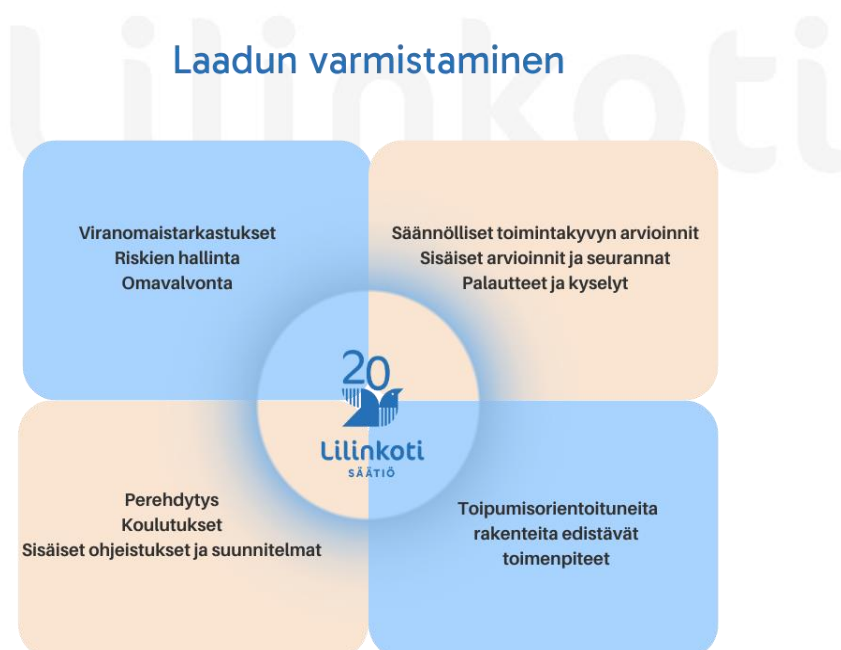 Lilinkoti
Laadun varmistaminen
Viranomaistarkastukset
Riskien hallinta
Omavalvonta
Säännölliset toimintakyvyn arvioinnit
Sisäiset arvioinnit ja seurannat
Palautteet ja kyselyt
20
Lilinkoti
SÄÄTIÖ
Perehdytys
Koulutukset
Sisäiset ohjeistukset ja suunnitelmat
Toipumisorientoituneita
rakenteita edistävät
toimenpiteet